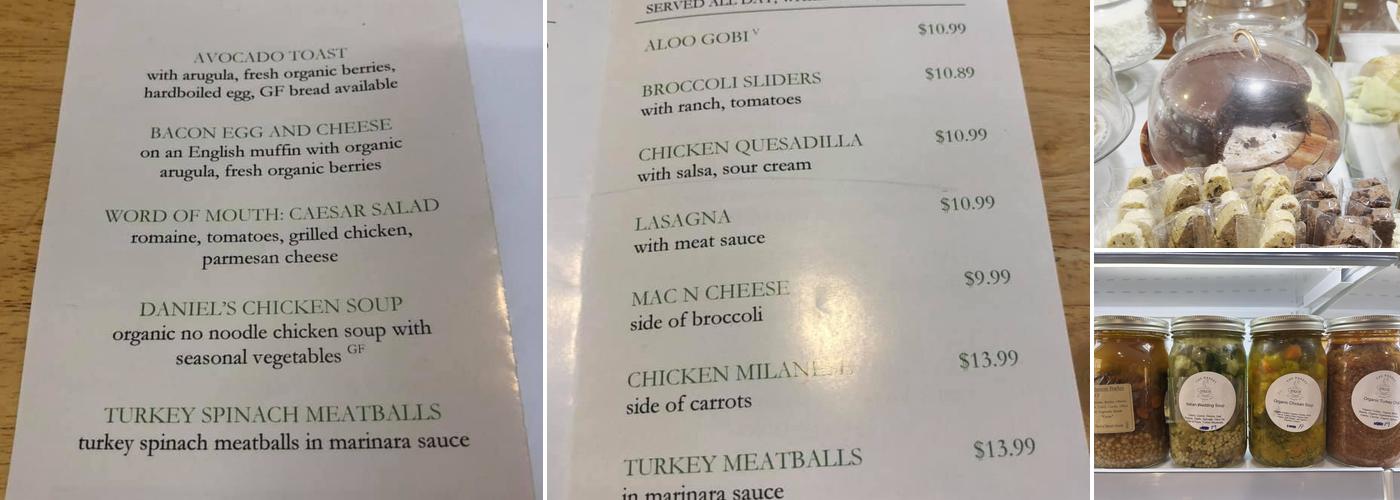 AVOCADO TOAST
with arugula, fresh organic berries,
hardboiled egg, GF bread available
BACON EGG AND CHEESE
on an English muffin with organic
arugula, fresh organic berries
WORD OF MOUTH: CAESAR SALAD
romaine, tomatoes, grilled chicken,
parmesan cheese
DANIEL'S CHICKEN SOUP
organic no noodle chicken soup with
seasonal vegetables GF
TURKEY SPINACH MEATBALLS
turkey spinach meatballs in marinara sauce
SERVED ALL DAY,
ALOO GOBI V $10.99
BROCCOLI SLIDERS $10.89
with ranch, tomatoes
CHICKEN QUESADILLA $10.99
with salsa, sour cream
LASAGNA $10.99
with meat sauce
MAC N CHEESE $9.99
side of broccoli
CHICKEN MILANESE $13.99
side of carrots
TURKEY MEATBALLS $13.99
in marinara sauce
Italian Wedding Soup
Organic Chicken Soup
Organic Turkey